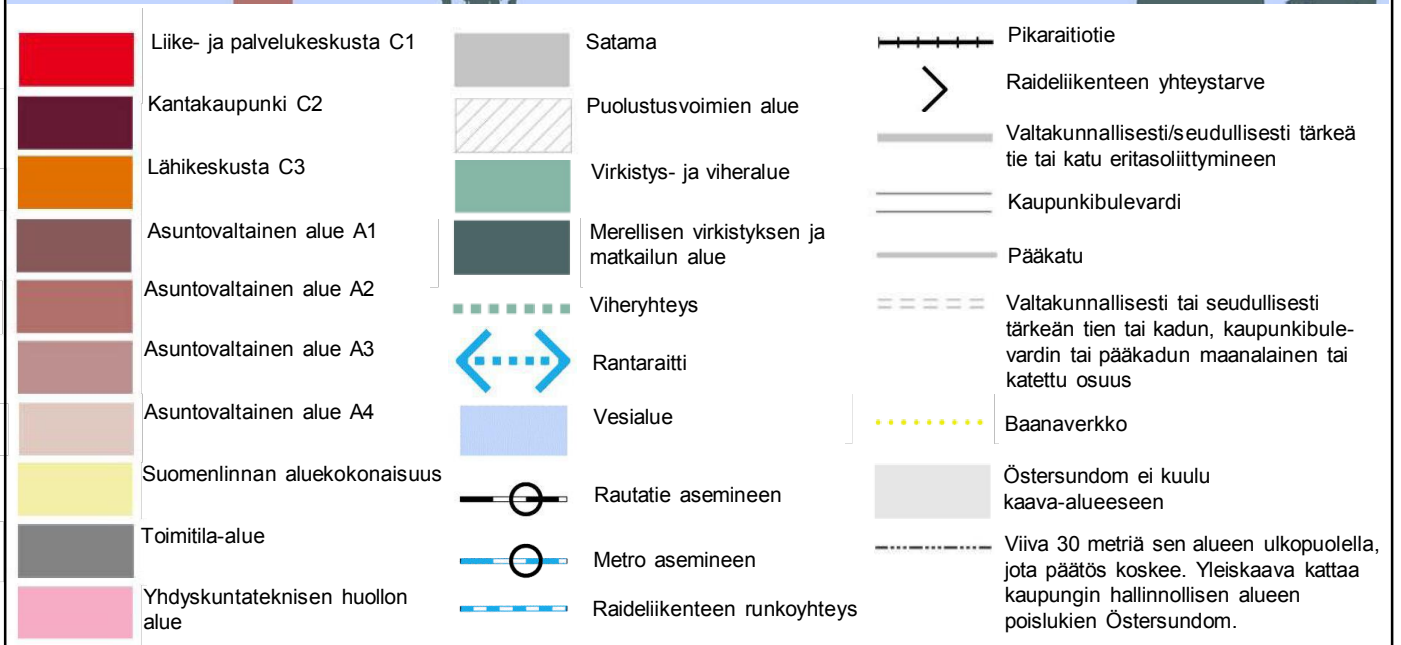 Liike- ja palvelukeskusta C1
Kantakaupunki C2
Lähikeskusta C3
Asuntovaltainen alue A1
Asuntovaltainen alue A2
Asuntovaltainen alue A3
Asuntovaltainen alue A4
Suomenlinnan aluekokonaisuus
Toimitila-alue
Yhdyskuntateknisen huollon
alue
Satama
Puolustusvoimien alue
Virkistys- ja viheralue
Merellisen virkistyksen ja
matkailun alue
Viheryhteys
Rantaraitti
Vesialue
Rautatie asemineen
Metro asemineen
Raideliikenteen runkoyhteys
Pikaraitiotie
Raideliikenteen yhteystarve
Valtakunnallisesti/seudullisesti tärkeä
tie tai katu eritasoliittymineen
Kaupunkibulevardi
Pääkatu
Valtakunnallisesti tai seudullisesti
tärkeän tien tai kadun, kaupunkibule-
vardin tai pääkadun maanalainen tai
katettu osuus
Baanaverkko
Östersundom ei kuulu
kaava-alueeseen
Viiva 30 metriä sen alueen ulkopuolella,
jota päätös koskee. Yleiskaava kattaa
kaupungin hallinnollisen alueen
poislukien Östersundom.